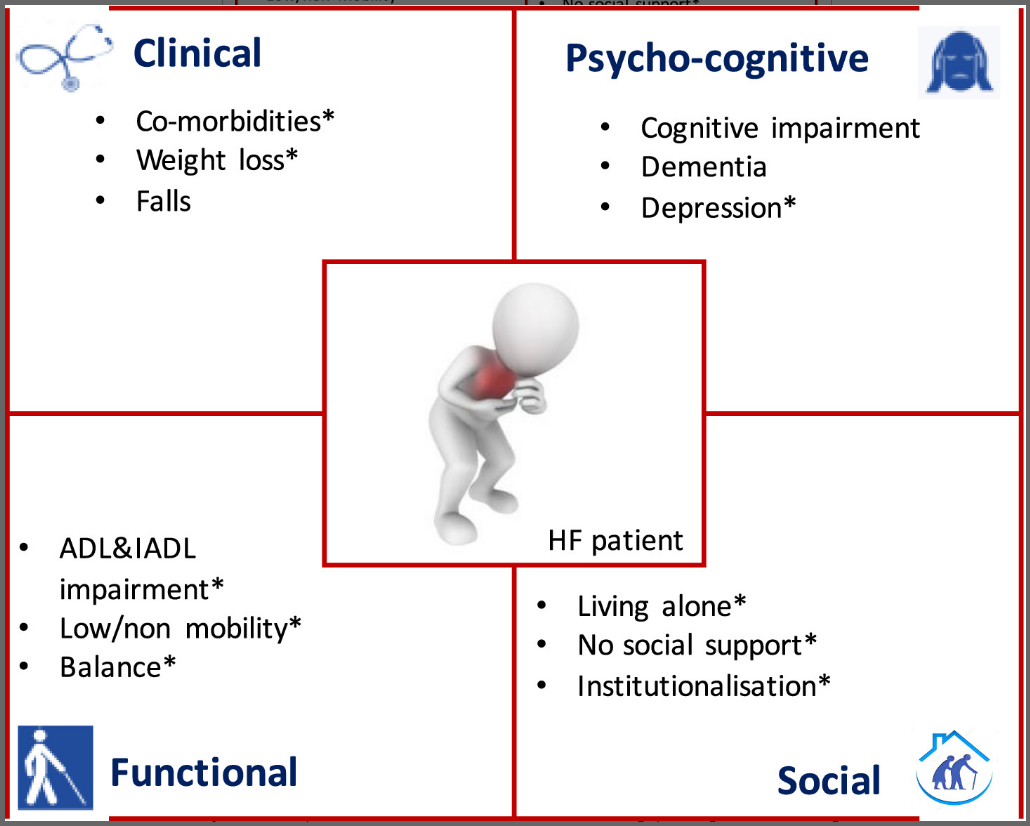 Clinical
• Co-morbidities*
• Weight loss*
• Falls
Psycho-cognitive
• Cognitive impairment
• Dementia
• Depression*
HF patient
• ADL&IADL
impairment*
• Low/non mobility*
• Balance*
Functional
• Living alone*
• No social support*
• Institutionalisation*
Social